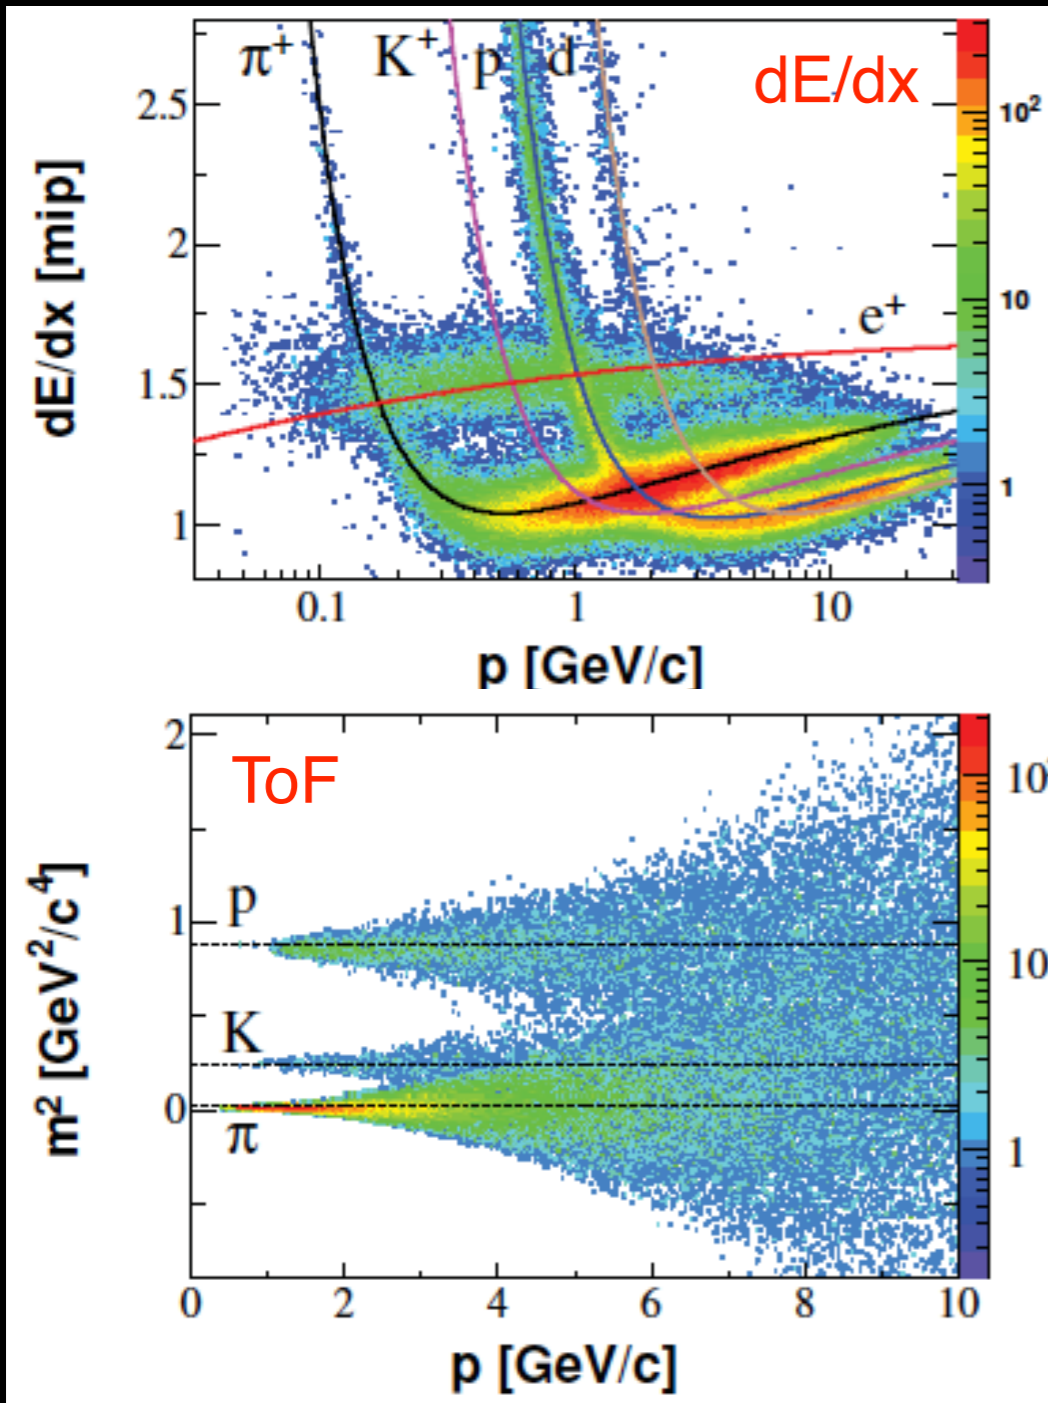 π⁺ K⁺ p d dE/dx
2.5
2
1.5
1
e⁺
dE/dx [mip]
10²
10
1
0.1 1 10
p [GeV/c]
ToF
2
1
0
p
K
π
m² [GeV²/c⁴]
10
1
0 2 4 6 8 10
p [GeV/c]